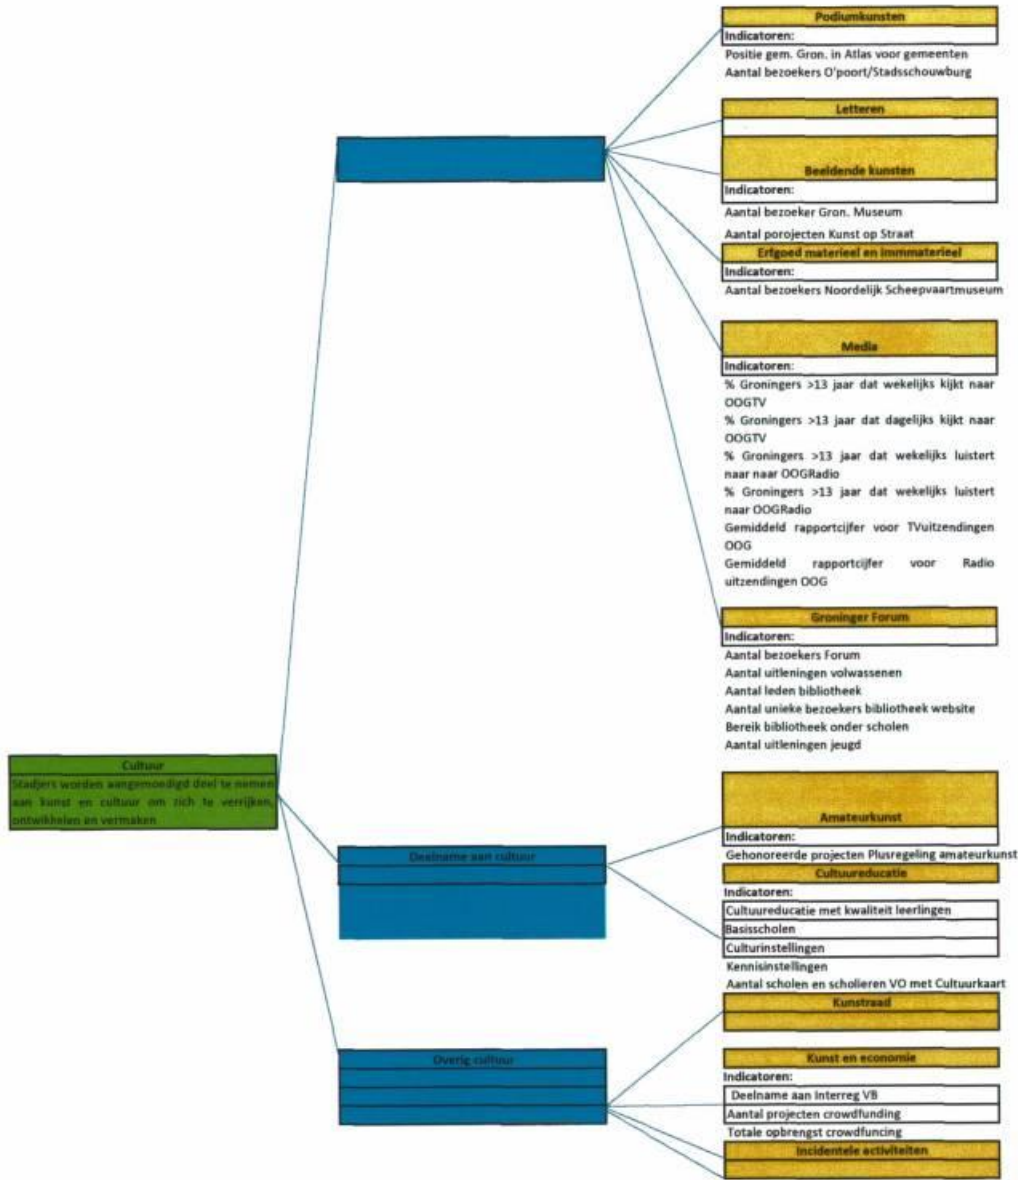 Podiumkunsten
Indicatoren:
Positie gem. Gron. in Atlas voor gemeenten
Aantal bezoekers O'poort/Stadsschouwburg
Letteren
Beeldende kunsten
Indicatoren:
Aantal bezoeker Gron. Museum
Aantal porojecten Kunst op Straat
Erfgoed materieel en immmaterieel
Indicatoren:
Aantal bezoekers Noordelijk Scheepvaartmuseum
Media
Indicatoren:
% Groningers >13 jaar dat wekelijks kijkt naar
OOGTV
% Groningers >13 jaar dat dagelijks kijkt naar
OOGTV
% Groningers >13 jaar dat wekelijks luistert
naar naar OOGRadio
% Groningers >13 jaar dat wekelijks luistert
naar OOGRadio
Gemiddeld rapportcijfer voor TVuitzendingen
OOG
Gemiddeld rapportcijfer voor Radio
uitzendingen OOG
Groninger Forum
Indicatoren:
Aantal bezoekers Forum
Aantal uitleningen volwassenen
Aantal leden bibliotheek
Aantal unieke bezoekers bibliotheek website
Bereik bibliotheek onder scholen
Aantal uitleningen jeugd
Cultuur
Stadjers worden aangemoedigd deel te nemen
aan kunst en cultuur om zich te verrijken,
ontwikkelen en vermaken
Deelname aan cultuur
Amateurkunst
Indicatoren:
Gehonoreerde projecten Plusregeling amateurkunst
Cultuureducatie
Indicatoren:
Cultuureducatie met kwaliteit leerlingen
Basisscholen
Culturinstellingen
Kennisinstellingen
Aantal scholen en scholieren VO met Cultuurkaart
Overig cultuur
Kunstraad
Kunst en economie
Indicatoren:
Deelname aan Interreg VB
Aantal projecten crowdfunding
Totale opbrengst crowdfuncing
Incidentele activiteiten